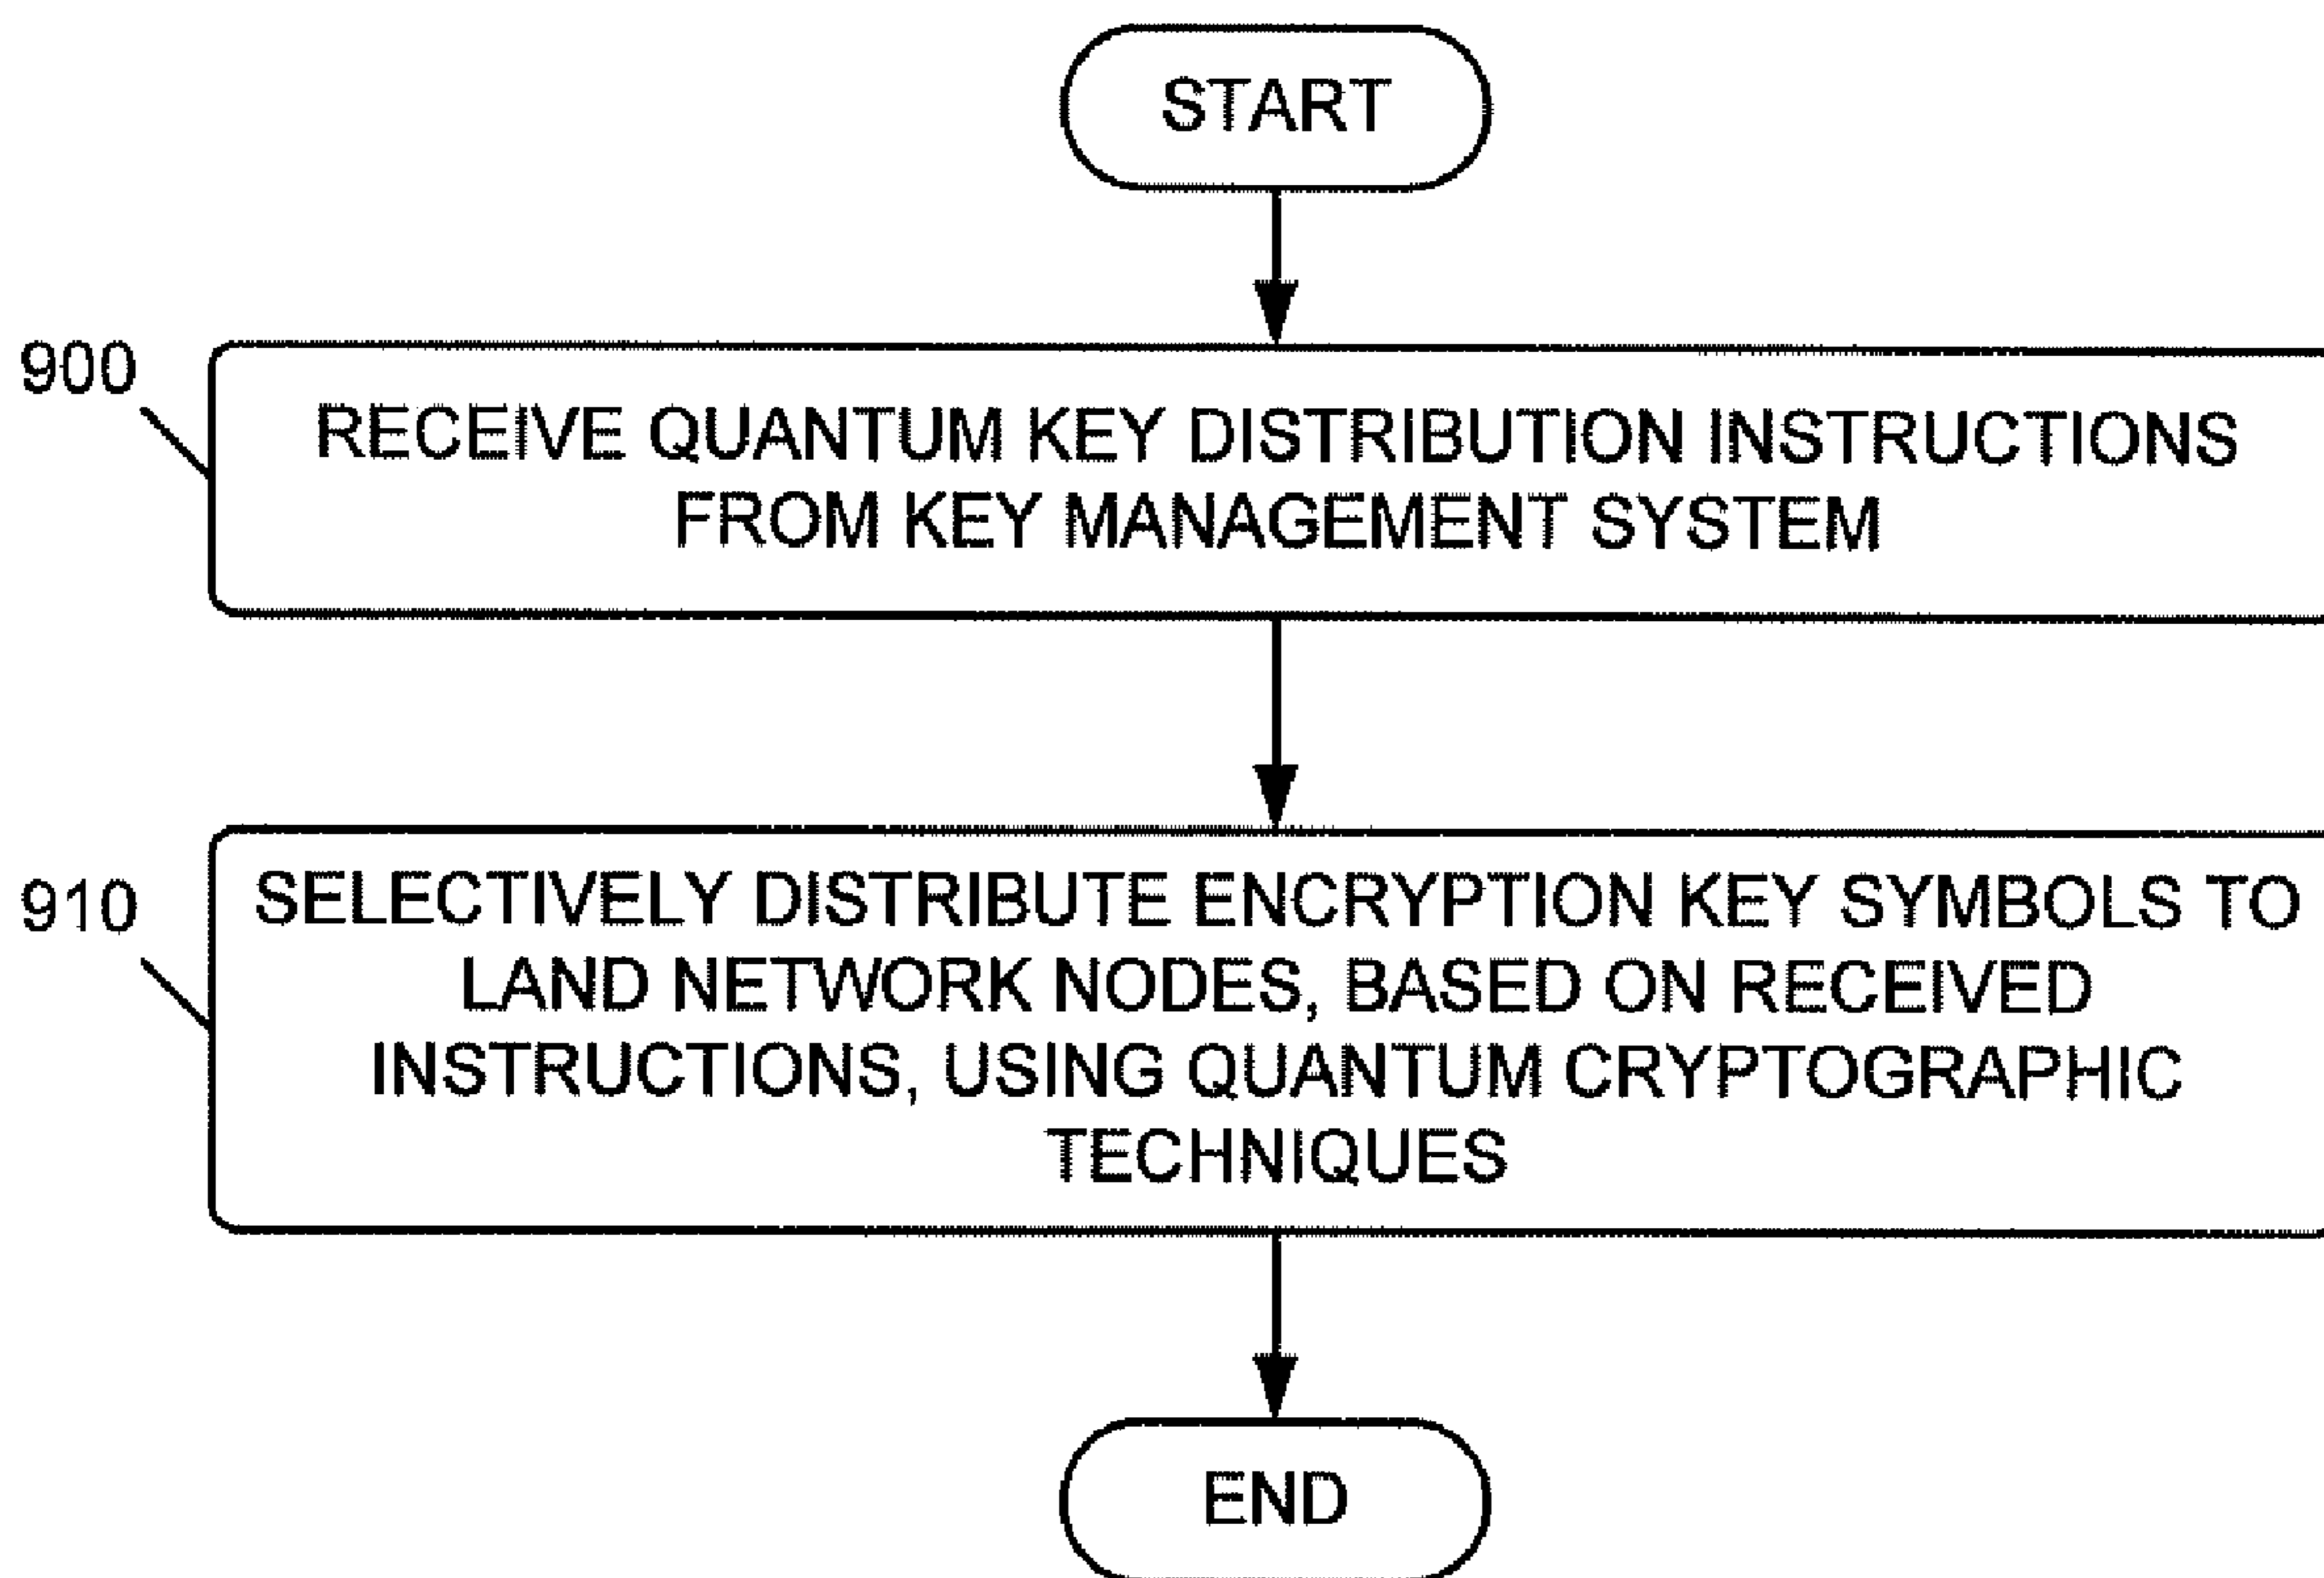 START
900
RECEIVE QUANTUM KEY DISTRIBUTION INSTRUCTIONS
FROM KEY MANAGEMENT SYSTEM
910
SELECTIVELY DISTRIBUTE ENCRYPTION KEY SYMBOLS TO
LAND NETWORK NODES, BASED ON RECEIVED
INSTRUCTIONS, USING QUANTUM CRYPTOGRAPHIC
TECHNIQUES
END